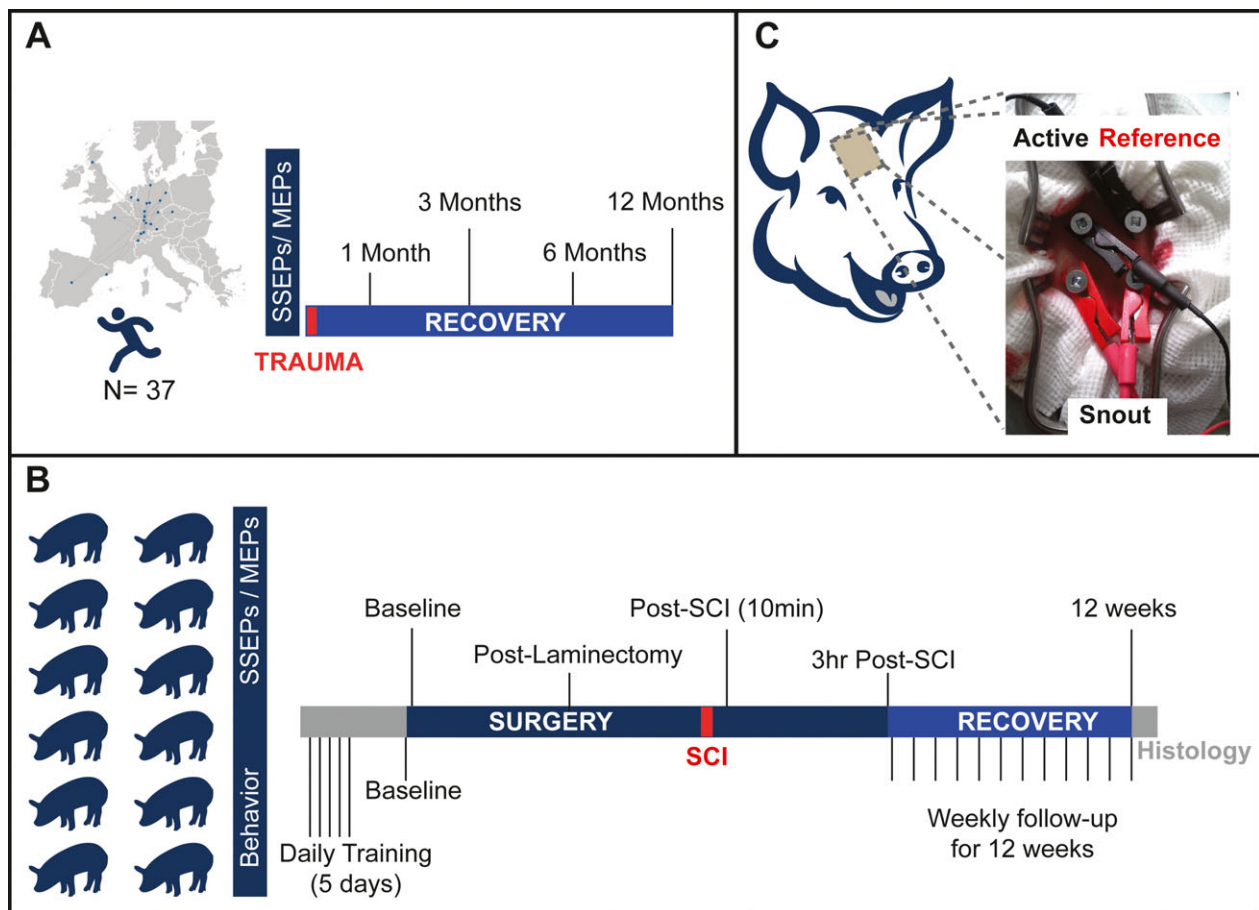 A
SSEPs/ MEPs
1 Month
3 Months
6 Months
12 Months
RECOVERY
TRAUMA
N= 37
C
Active Reference
Snout
B
SSEPs / MEPs
Behavior
Baseline
Post-Laminectomy
Post-SCI (10min)
3hr Post-SCI
12 weeks
SURGERY
RECOVERY
SCI
Histology
Baseline
Daily Training
(5 days)
Weekly follow-up
for 12 weeks